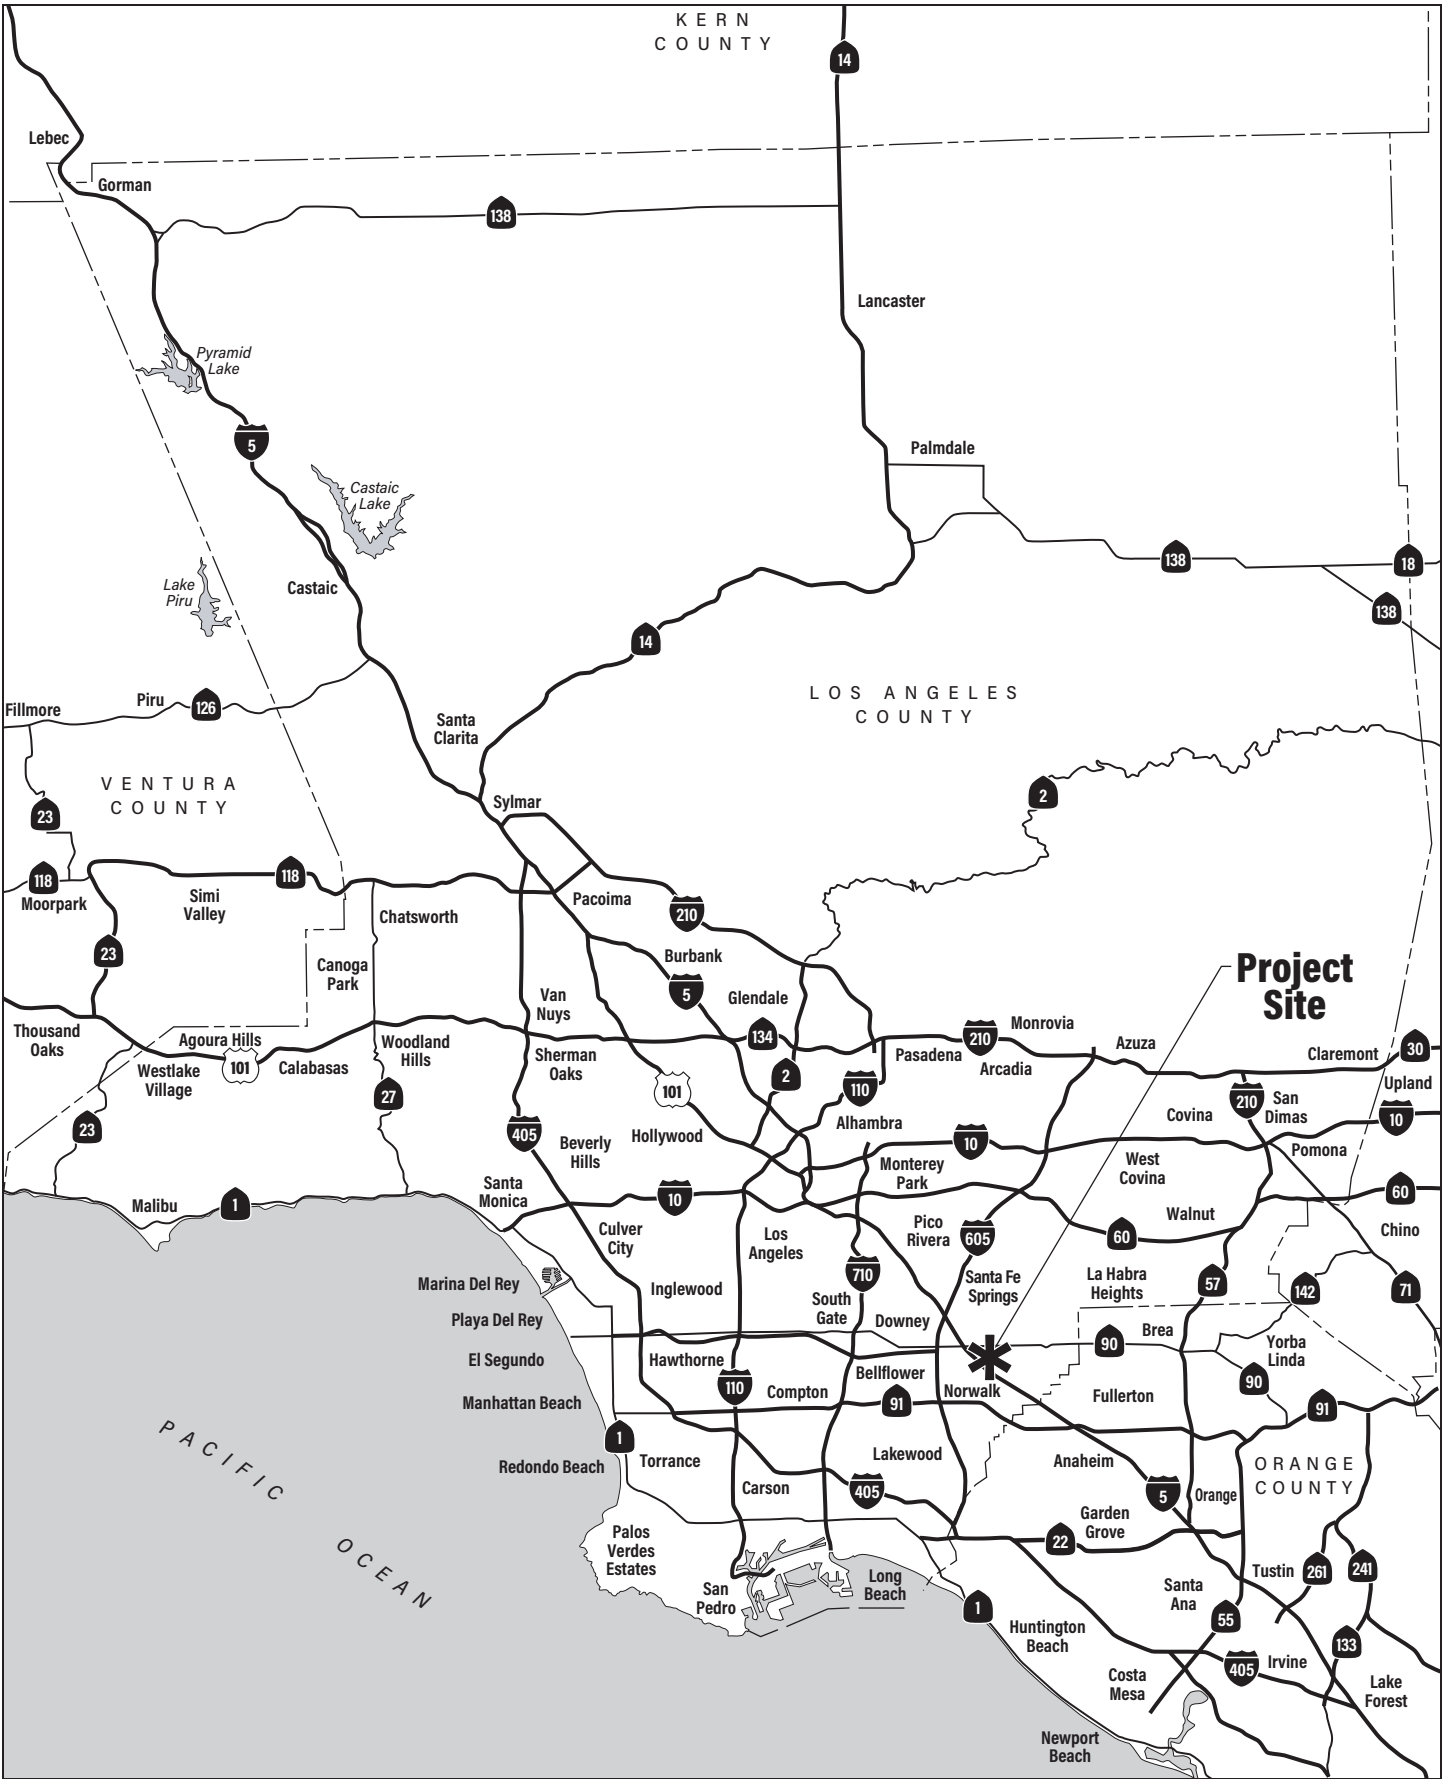 KERN
COUNTY
14
Lebec
Gorman
138
Lancaster
Pyramid
Lake
5
Palmdale
Castaic
Lake
138
18
Lake
Piru
Castaic
138
14
LOS ANGELES
COUNTY
Piru
126
Fillmore
Santa
Clarita
VENTURA
COUNTY
2
Sylmar
23
118
118
Moorpark
Simi
Valley
Pacoima
210
Chatsworth
23
Burbank
Canoga
Park
Project
Site
5
Van
Nuys
Glendale
Thousand
Oaks
Agoura Hills
101
Woodland
Hills
134
210
Monrovia
Azuza
30
Pasadena
Claremont
Sherman
Oaks
Arcadia
Calabasas
Westlake
Village
2
110
101
Upland
27
210
San
Dimas
Covina
10
Alhambra
23
405
Hollywood
10
Beverly
Hills
Pomona
Monterey
Park
West
Covina
Santa
Monica
10
60
Malibu
1
Walnut
Pico
Rivera
605
60
Chino
Culver
City
Los
Angeles
710
Marina Del Rey
Inglewood
Santa Fe
Springs
La Habra
Heights
57
142
71
South
Gate
Downey
Playa Del Rey
90
Brea
Yorba
Linda
El Segundo
Hawthorne
Bellflower
90
110
Compton
Norwalk
Fullerton
Manhattan Beach
91
91
1
Lakewood
Torrance
Anaheim
ORANGE
COUNTY
Redondo Beach
Carson
405
5
Orange
Garden
Grove
22
PACIFIC
OCEAN
Palos
Verdes
Estates
Long
Beach
San
Pedro
Tustin
261
241
Santa
Ana
1
55
Huntington
Beach
133
405
Irvine
Costa
Mesa
Lake
Forest
Newport
Beach